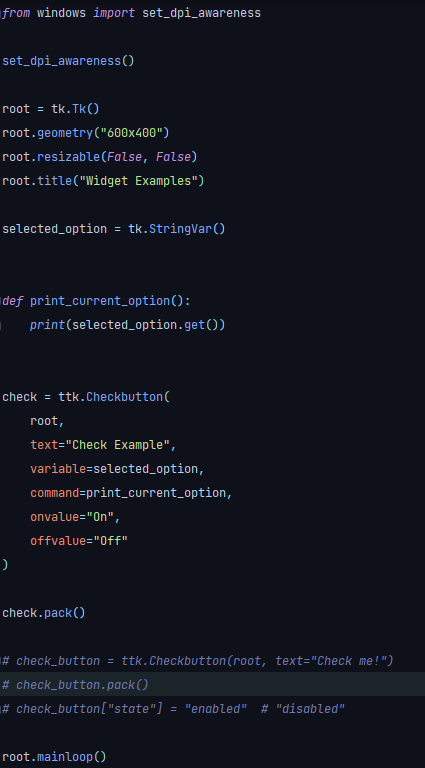 from windows import set_dpi_awareness
set_dpi_awareness()
root = tk.Tk()
root.geometry("600x400")
root.resizable(False, False)
root.title("Widget Examples")
selected_option = tk.StringVar()
def print_current_option():
    print(selected_option.get())
check = ttk.Checkbutton(
    root,
    text="Check Example",
    variable=selected_option,
    command=print_current_option,
    onvalue="On",
    offvalue="Off"
)
check.pack()
# check_button = ttk.Checkbutton(root, text="Check me!")
# check_button.pack()
# check_button["state"] = "enabled"  # "disabled"
root.mainloop()